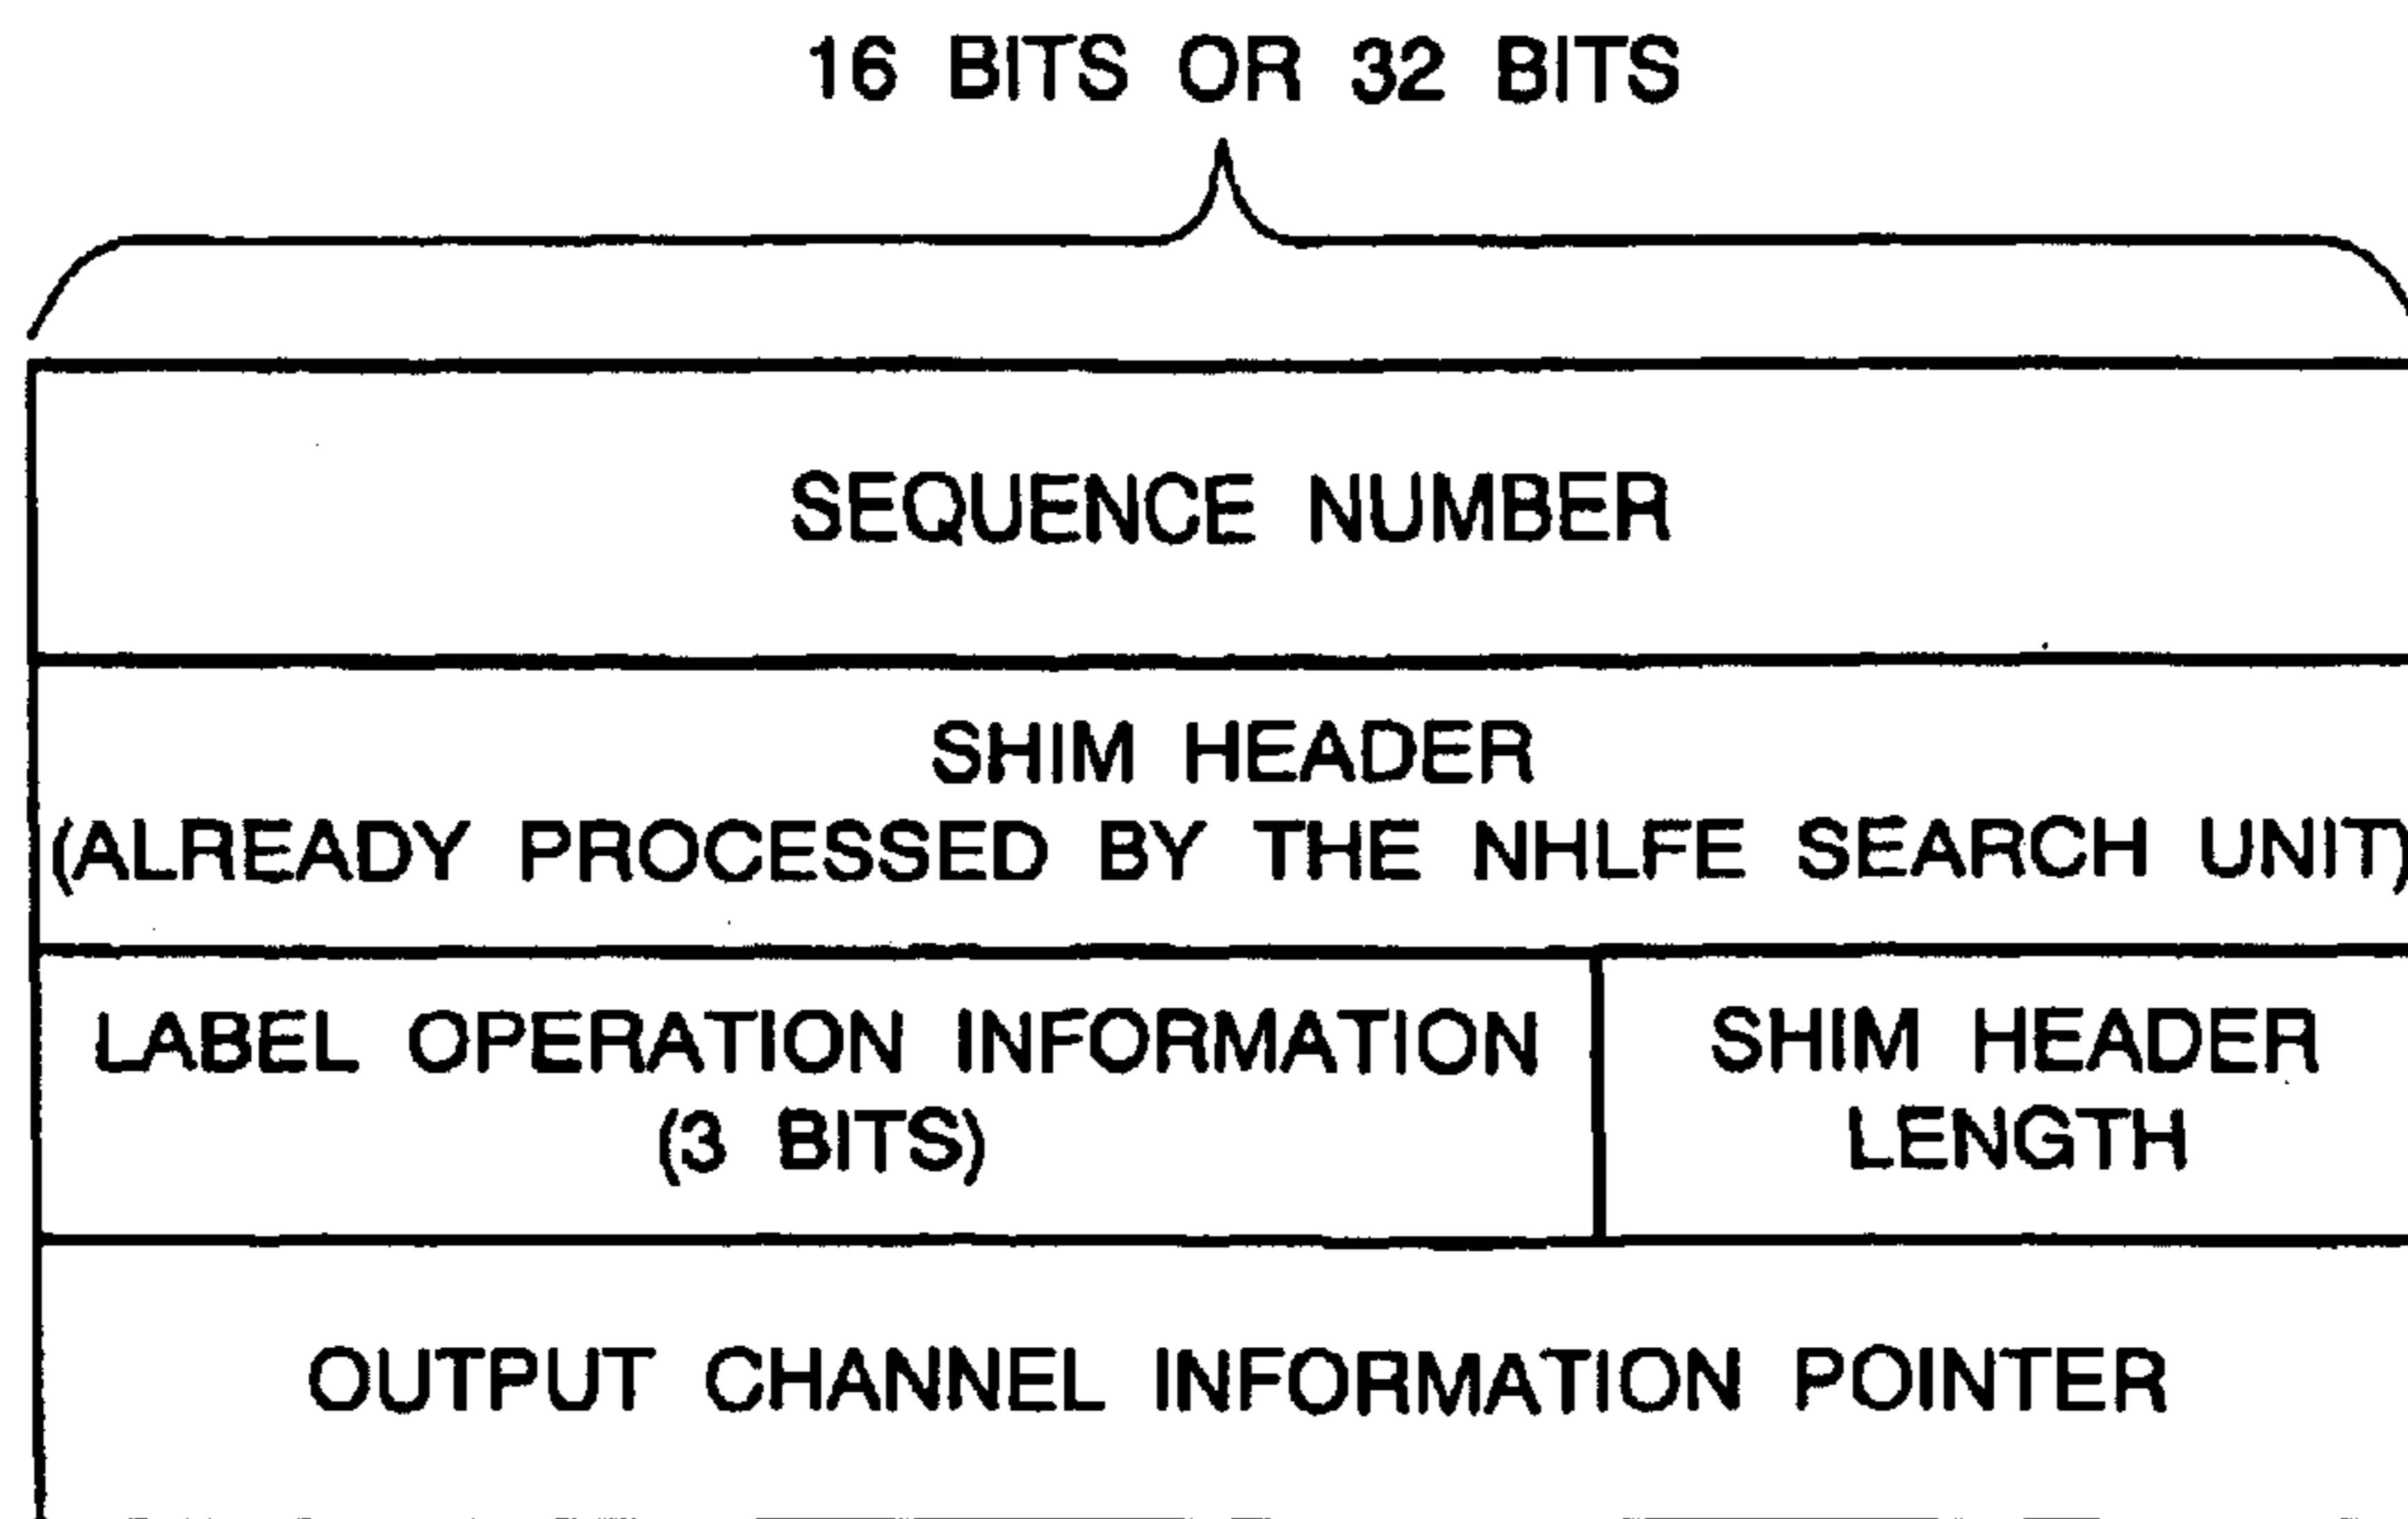 16 BITS OR 32 BITS
SEQUENCE NUMBER
SHIM HEADER
(ALREADY PROCESSED BY THE NHLFE SEARCH UNIT)
LABEL OPERATION INFORMATION
(3 BITS)
SHIM HEADER
LENGTH
OUTPUT CHANNEL INFORMATION POINTER